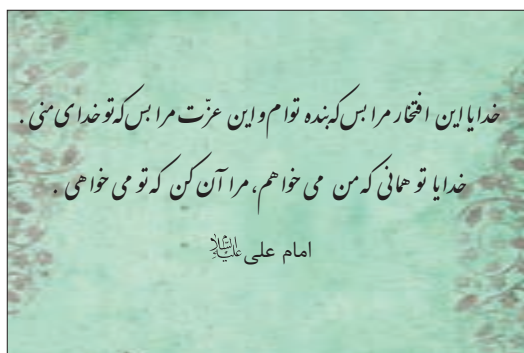 خدایا این افتخار مرا بس که بنده توام و این عزّت مرا بس که تو خدای منی .
خدایا تو همانی که من می خواهم، مرا آن کن که تو می خواهی .
امام علی علیه‌السلام